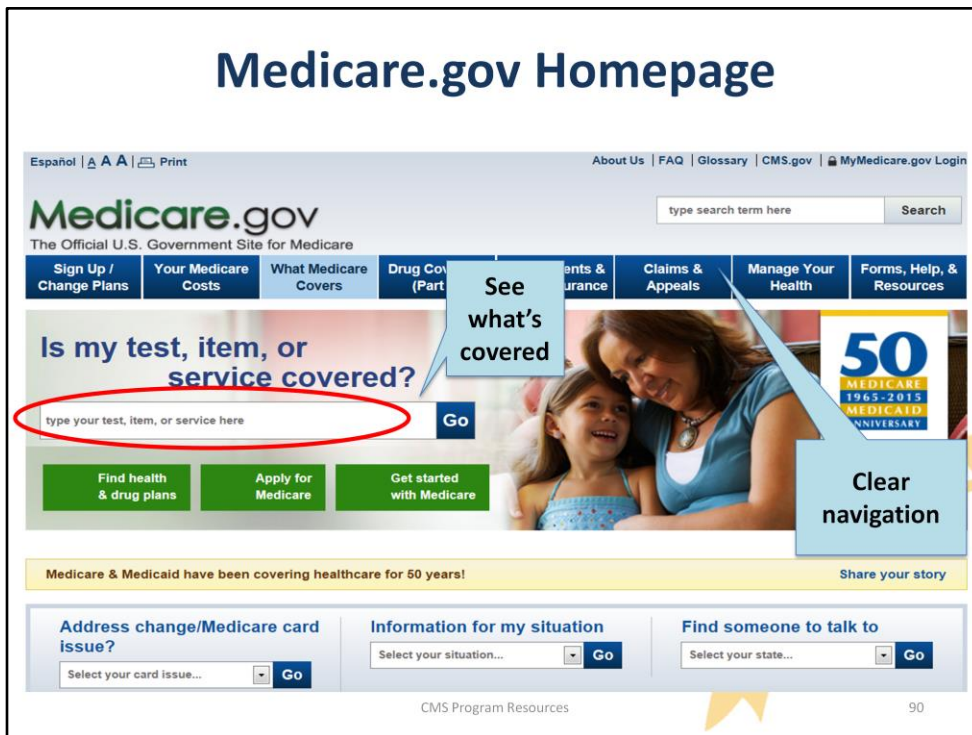 Medicare.gov Homepage
Español | A A A | Print
About Us | FAQ | Glossary | CMS.gov | MyMedicare.gov Login
Medicare.gov
The Official U.S. Government Site for Medicare
type search term here
Search
Sign Up /
Change Plans
Your Medicare
Costs
What Medicare
Covers
Drug
(Part
&
Claims &
Appeals
Manage Your
Health
Forms, Help, &
Resources
See
what's
covered
Is my test, item, or
service covered?
type your test, item, or service here
Go
50
MEDICARE
1965-2015
MEDICAID
ANNIVERSARY
Find health
& drug plans
Apply for
Medicare
Get started
with Medicare
Clear
navigation
Medicare & Medicaid have been covering healthcare for 50 years!
Share your story
Address change/Medicare card
issue?
Select your card issue...
Go
Information for my situation
Select your situation...
Go
Find someone to talk to
Select your state...
Go
CMS Program Resources
90